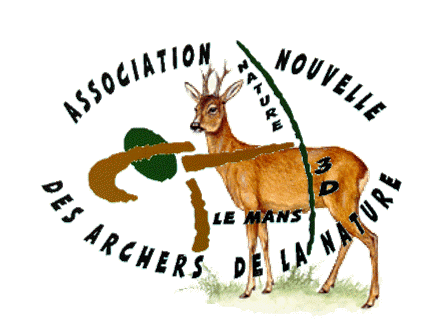 ASSOCIATION NOUVELLE
NATURE
3D
LE MANS
DES ARCHERS DE LA NATURE